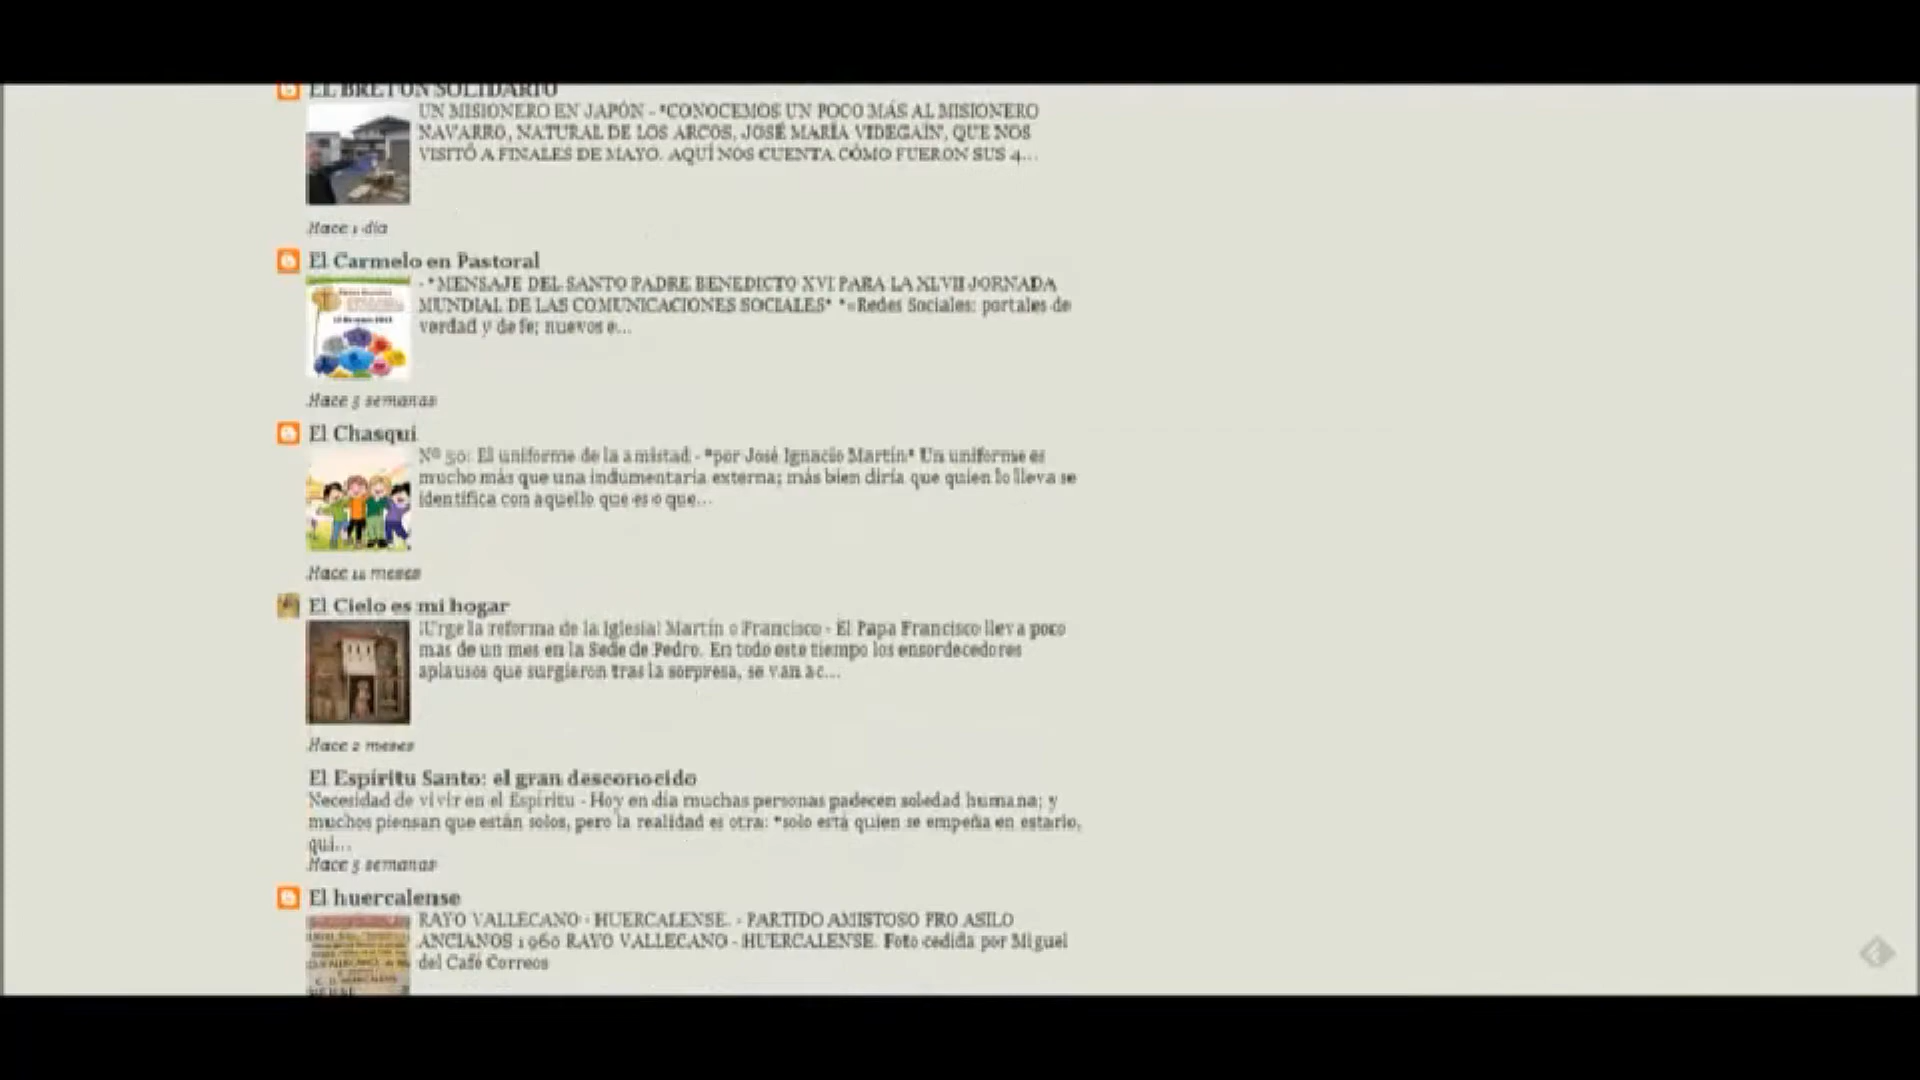 EL BRETÓN SOLIDARIO
UN MISIONERO EN JAPÓN - *CONOCEMOS UN POCO MÁS AL MISIONERO
NAVARRO, NATURAL DE LOS ARCOS, JOSÉ MARÍA VIDEGAÍN, QUE NOS
VISITÓ A FINALES DE MAYO. AQUÍ NOS CUENTA CÓMO FUERON SUS 4...
Hace 1 día
El Carmelo en Pastoral
- *MENSAJE DEL SANTO PADRE BENEDICTO XVI PARA LA XLVII JORNADA
MUNDIAL DE LAS COMUNICACIONES SOCIALES* *«Redes Sociales: portales de
verdad y de fe; nuevos e...
Hace 5 semanas
El Chasqui
Nº 50: El uniforme de la amistad - *por José Ignacio Martín* Un uniforme es
mucho más que una indumentaria externa; más bien diría que quien lo lleva se
identifica con aquello que es o que...
Hace meses
El Cielo es mi hogar
¡Urge la reforma de la Iglesia! Martín o Francisco - El Papa Francisco lleva poco
mas de un mes en la Sede de Pedro. En todo este tiempo los ensordecedores
aplausos que surgieron tras la sorpresa, se van ac...
Hace 2 meses
El Espíritu Santo: el gran desconocido
Necesidad de vivir en el Espíritu - Hoy en día muchas personas padecen soledad humana; y
muchos piensan que están solos, pero la realidad es otra: *solo está quien se empeña en estarlo,
qui...
Hace 5 semanas
El huercalense
RAYO VALLECANO - HUERCALENSE. - PARTIDO AMISTOSO PRO ASILO
ANCIANOS 1960 RAYO VALLECANO - HUERCALENSE. Foto cedida por Miguel
del Café Correos